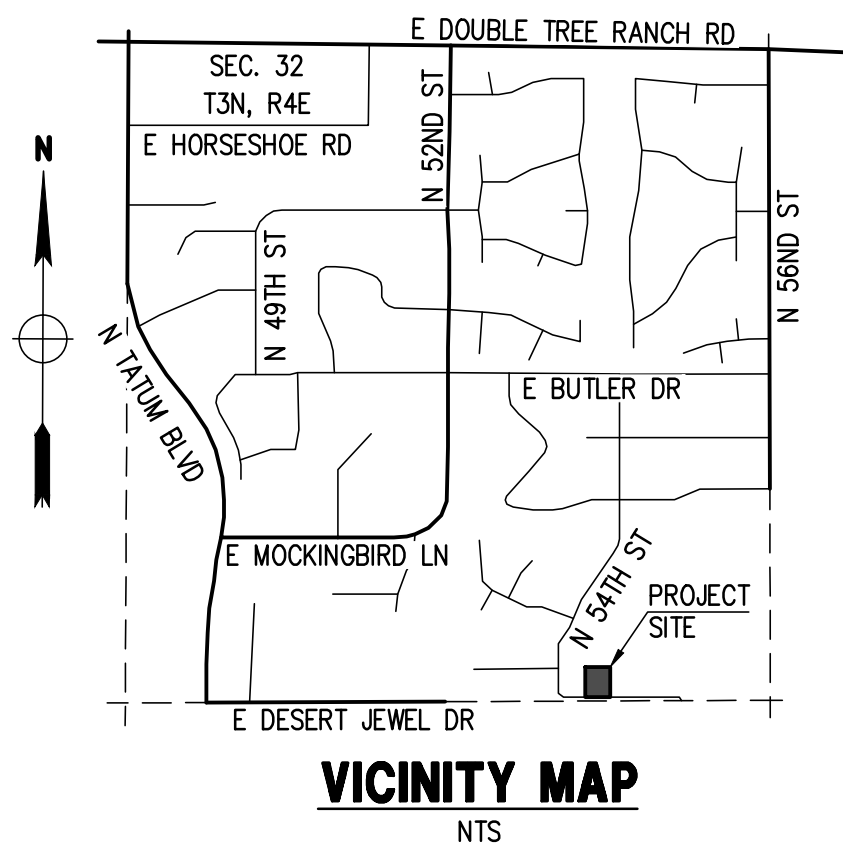 E DOUBLE TREE RANCH RD
SEC. 32
T3N, R4E
E HORSESHOE RD
N 52ND ST
N
N 56ND ST
N 49TH ST
N TATUM BLVD
E BUTLER DR
E MOCKINGBIRD LN
N 54TH ST
PROJECT
SITE
E DESERT JEWEL DR
VICINITY MAP
NTS